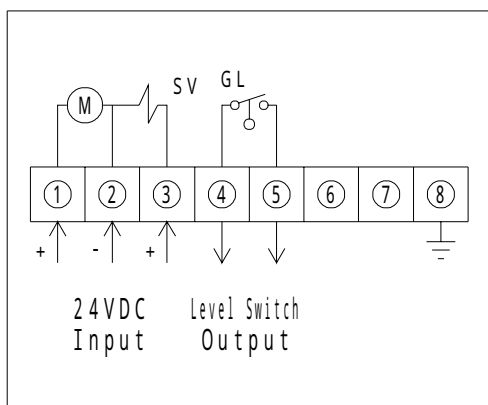 M SV GL
1 2 3 4 5 6 7 8
+ - +
24VDC Level Switch
Input Output